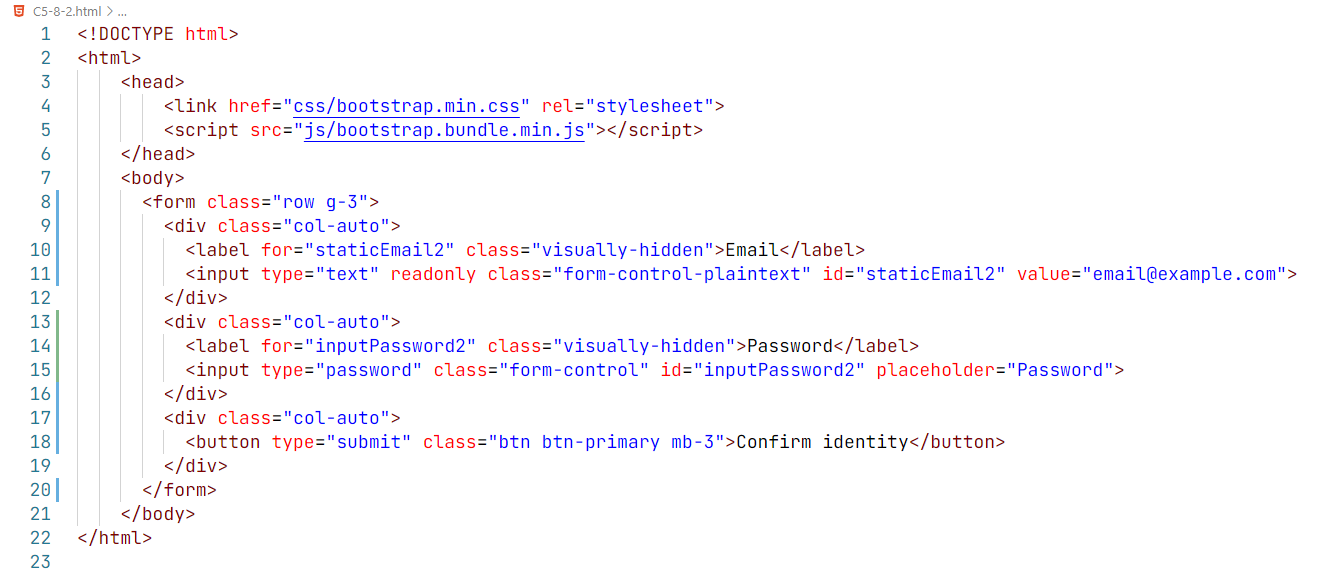 C5-8-2.html > ...
1 <!DOCTYPE html>
2 <html>
3     <head>
4         <link href="css/bootstrap.min.css" rel="stylesheet">
5         <script src="js/bootstrap.bundle.min.js"></script>
6     </head>
7     <body>
8       <form class="row g-3">
9         <div class="col-auto">
10           <label for="staticEmail2" class="visually-hidden">Email</label>
11           <input type="text" readonly class="form-control-plaintext" id="staticEmail2" value="email@example.com">
12         </div>
13         <div class="col-auto">
14           <label for="inputPassword2" class="visually-hidden">Password</label>
15           <input type="password" class="form-control" id="inputPassword2" placeholder="Password">
16         </div>
17         <div class="col-auto">
18           <button type="submit" class="btn btn-primary mb-3">Confirm identity</button>
19         </div>
20       </form>
21     </body>
22 </html>
23